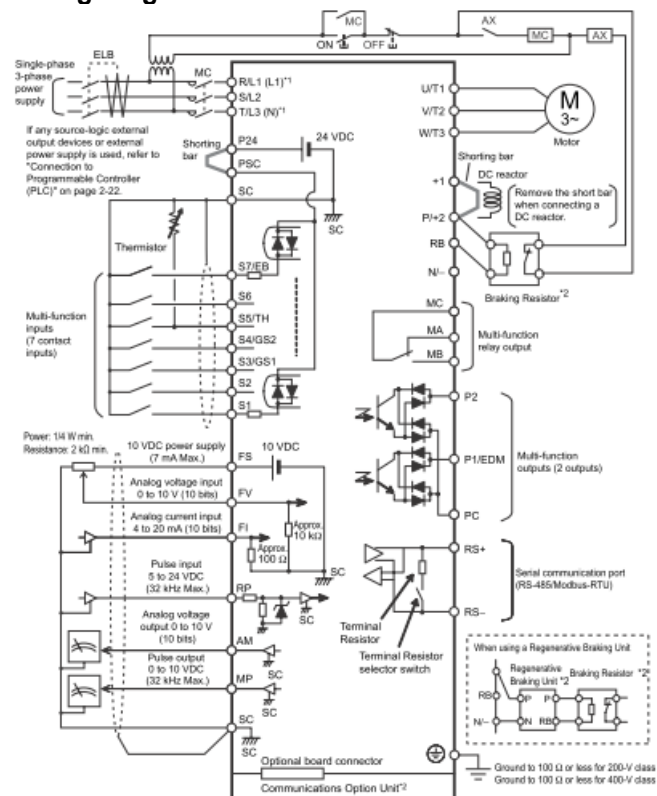 MC
ON
OFF
AX
MC
AX
ELB
Single-phase
3-phase
power
supply
MC
R/L1 (L1)*1
S/L2
T/L3 (N)*1
U/T1
V/T2
W/T3
M
3~
Motor
If any source-logic external
output devices or external
power supply is used, refer to
"Connection to
Programmable Controller
(PLC)" on page 2-22.
Shorting
bar
P24
24 VDC
PSC
SC
SC
Shorting bar
DC reactor
+1
Remove the short bar
when connecting a
DC reactor.
P/+2
RB
N/−
Braking Resistor*2
Thermistor
S7/EB
S6
S5/TH
S4/GS2
S3/GS1
S2
S1
Multi-function
inputs
(7 contact
inputs)
MC
MA
MB
Multi-function
relay output
P2
P1/EDM
PC
Multi-function
outputs (2 outputs)
Power: 1/4 W min.
Resistance: 2 kΩ min.
10 VDC power supply
(7 mA Max.)
FS
10 VDC
Analog voltage input
0 to 10 V (10 bits)
FV
Analog current input
4 to 20 mA (10 bits)
FI
Approx.
10 kΩ
Approx.
100 Ω
SC
Pulse input
5 to 24 VDC
(32 kHz Max.)
RP
SC
Analog voltage
output 0 to 10 V
(10 bits)
AM
SC
Pulse output
0 to 10 VDC
(32 kHz Max.)
MP
SC
SC
SC
RS+
RS−
Serial communication port
(RS-485/Modbus-RTU)
Terminal
Resistor
Terminal Resistor
selector switch
When using a Regenerative Braking Unit
Regenerative
Braking Unit*2
Braking Resistor*2
RB
P
P
N/−
N
RB
Optional board connector
Communications Option Unit*2
Ground to 100 Ω or less for 200-V class
Ground to 100 Ω or less for 400-V class